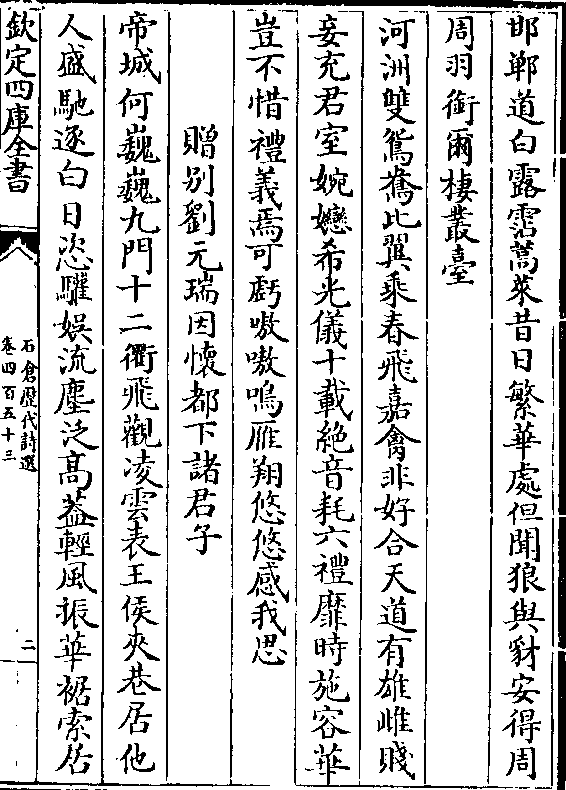 邯鄲道白露霑蒿萊昔日繁華處但聞狼與豺安得周
周羽銜爾棲叢臺
河洲雙鴛鴦比翼乘春飛嘉禽非好合天道有雄雌賤
妾充君室婉孌希光儀十載絶音耗六禮靡時施容華
豈不惜禮義焉可虧嗷嗷鳴雁翔悠悠感我思
贈别劉元瑞因懷都下諸君子
帝城何巍巍九門十二衢飛觀凌雲表王侯夾巷居他
人盛馳逐白日恣驩娛流塵泛高葢輕風振華裾索居
欽定四庫全書
石倉歴代詩選
卷四百五十三
二